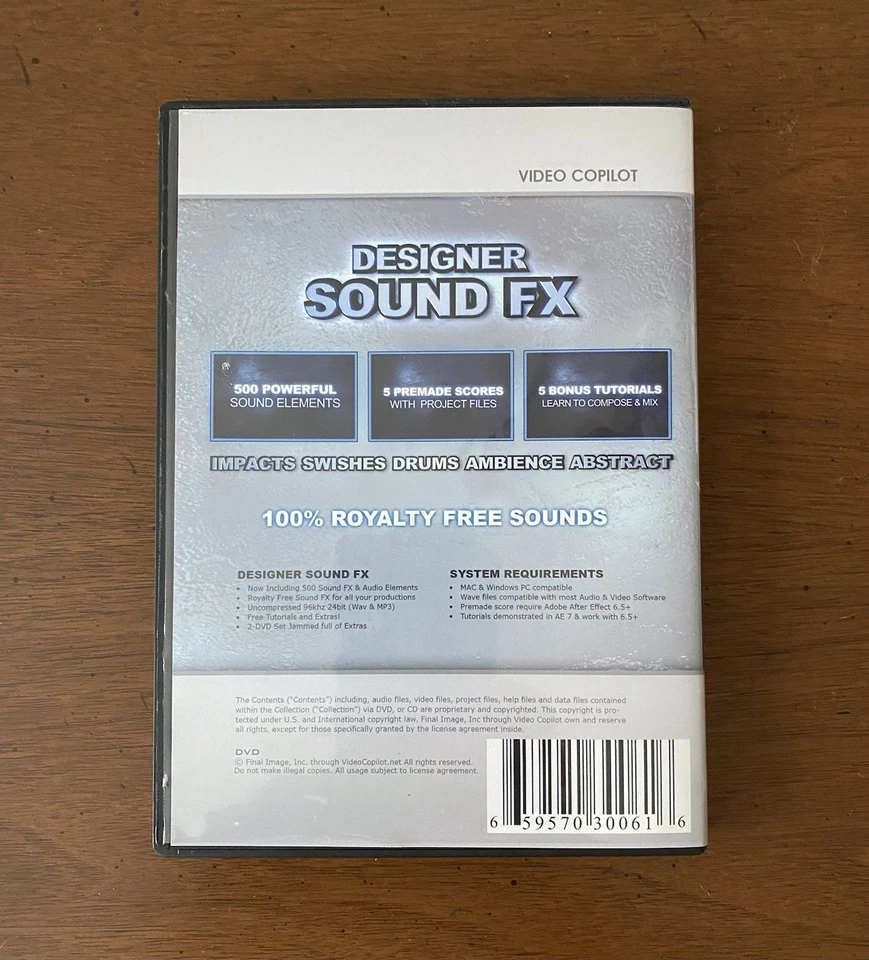 VIDEO COPILOT
DESIGNER
SOUND FX
500 POWERFUL
SOUND ELEMENTS
5 PREMADE SCORES
WITH PROJECT FILES
5 BONUS TUTORIALS
LEARN TO COMPOSE & MIX
IMPACTS SWISHES DRUMS AMBIENCE ABSTRACT
100% ROYALTY FREE SOUNDS
DESIGNER SOUND FX
• Now Including 500 Sound FX & Audio Elements
• Royalty Free Sound FX for all your productions
• Uncompressed 96khz 24bit (Wav & MP3)
• Free Tutorials and Extras!
• 2-DVD Set Jammed full of Extras
SYSTEM REQUIREMENTS
• MAC & Windows PC compatible
• Wave files compatible with most Audio & Video Software
• Premade score require Adobe After Effect 6.5+
• Tutorials demonstrated in AE 7 & work with 6.5+
The Contents ("Contents") including, audio files, video files, project files, help files and data files contained
within the Collection ("Collection") via DVD, or CD are proprietary and copyrighted. This copyright is pro-
tected under U.S. and International copyright law. Final Image, Inc through Video Copilot own and reserve
all rights, except for those specifically granted by the license agreement inside.
DVD
© Final Image, Inc. through VideoCopilot.net All rights reserved.
Do not make illegal copies. All usage subject to license agreement.
6 59570 30061 6